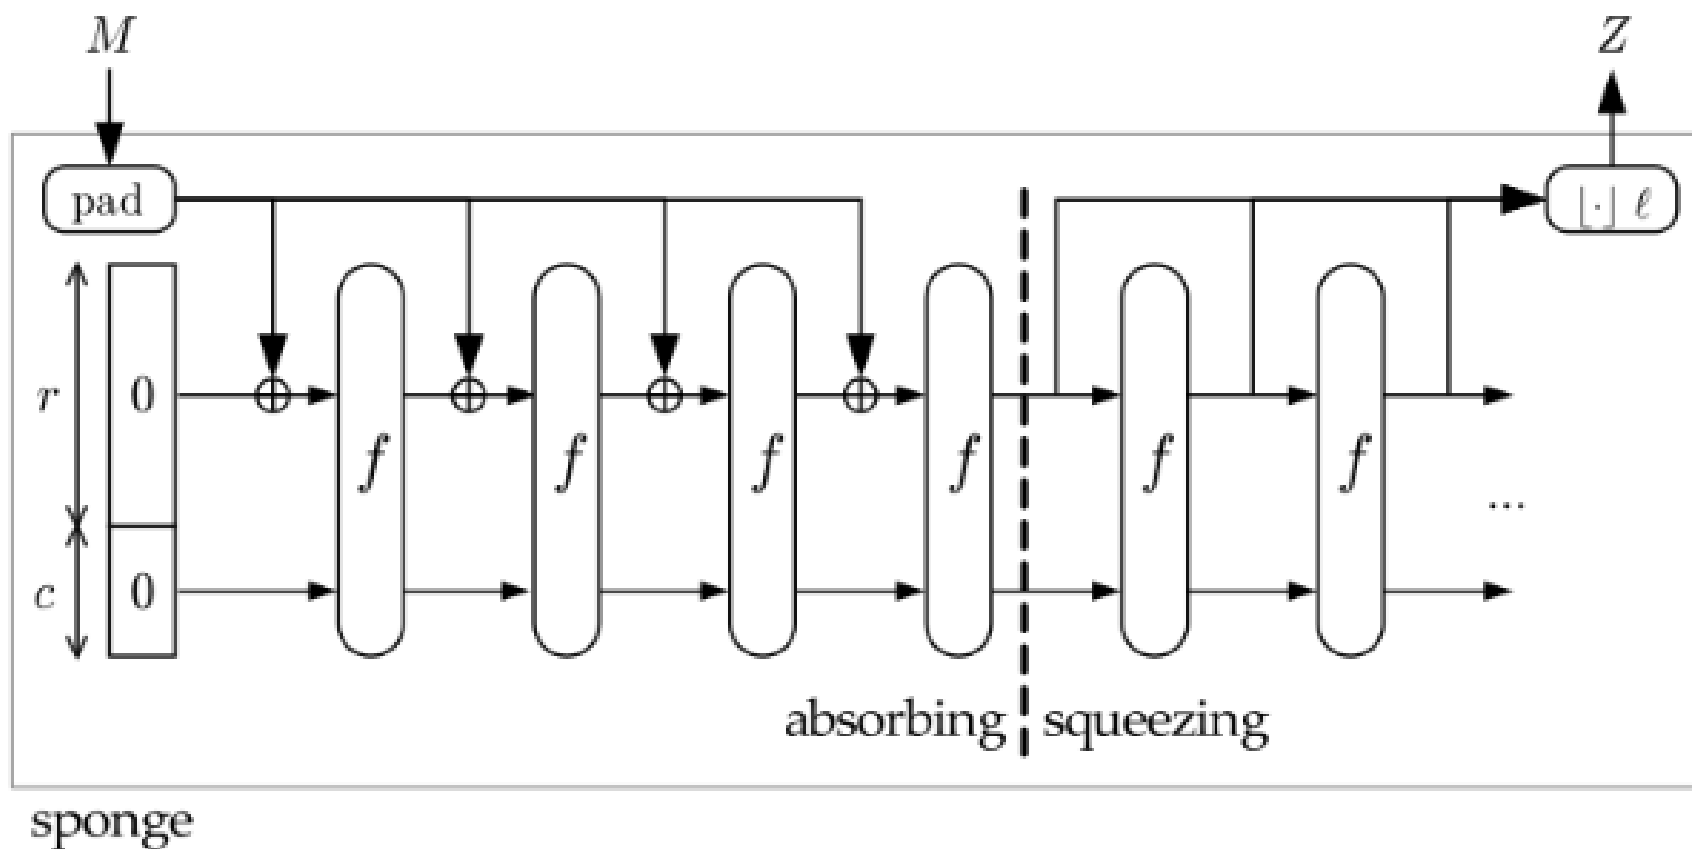 M Z
pad ⌊·⌋ ℓ
r 0 f f f f f f
...
c 0
absorbing squeezing
sponge